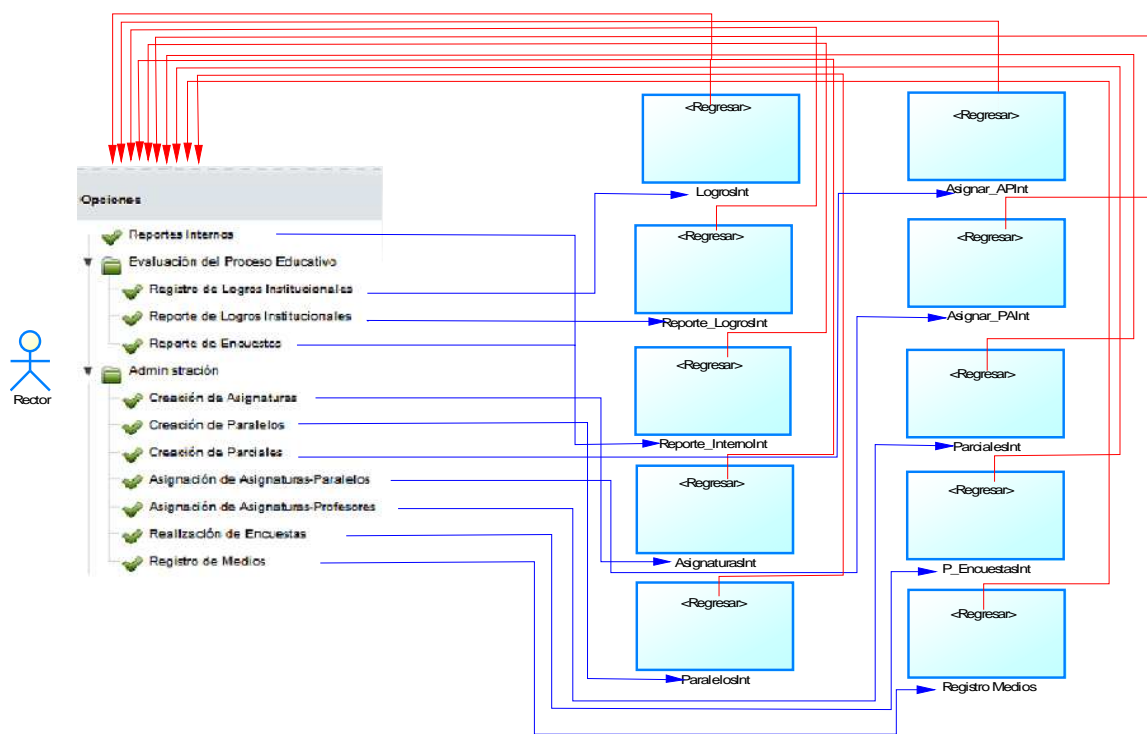 Opciones
Reportes Internos
Evaluación del Proceso Educativo
Registro de Logros Institucionales
Reporte de Logros Institucionales
Reporte de Encuestas
Administración
Creación de Asignaturas
Creación de Paralelos
Creación de Parciales
Asignación de Asignaturas-Paralelos
Asignación de Asignaturas-Profesores
Realización de Encuestas
Registro de Medios
Rector
<Regresar>
LogrosInt
<Regresar>
Reporte_LogrosInt
<Regresar>
Reporte_InternoInt
<Regresar>
AsignaturasInt
<Regresar>
ParalelosInt
<Regresar>
Asignar_APInt
<Regresar>
Asignar_PAInt
<Regresar>
ParcialesInt
<Regresar>
P_EncuestasInt
<Regresar>
Registro Medios